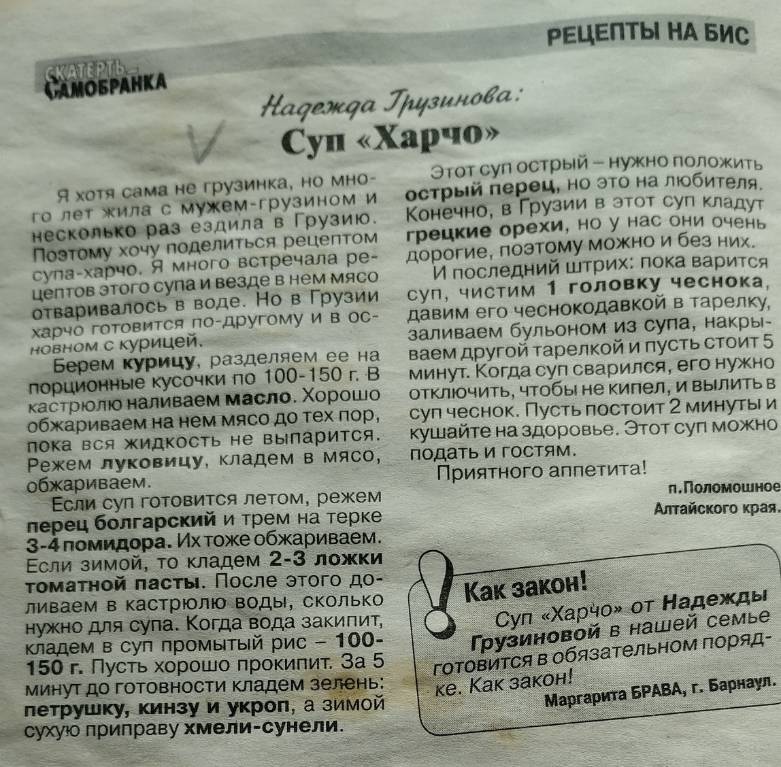 РЕЦЕПТЫ НА БИС
СКАТЕРТЬ-
САМОБРАНКА
Надежда Грузинова:
Суп «Харчо»
Я хотя сама не грузинка, но мно-
го лет жила с мужем-грузином и
несколько раз ездила в Грузию.
Поэтому хочу поделиться рецептом
супа-харчо. Я много встречала ре-
цептов этого супа и везде в нем мясо
отваривалось в воде. Но в Грузии
харчо готовится по-другому и в ос-
новном с курицей.
Берем курицу, разделяем ее на
порционные кусочки по 100-150 г. В
кастрюлю наливаем масло. Хорошо
обжариваем на нем мясо до тех пор,
пока вся жидкость не выпарится.
Режем луковицу, кладем в мясо,
обжариваем.
Если суп готовится летом, режем
перец болгарский и трем на терке
3-4 помидора. Их тоже обжариваем.
Если зимой, то кладем 2-3 ложки
томатной пасты. После этого до-
ливаем в кастрюлю воды, сколько
нужно для супа. Когда вода закипит,
кладем в суп промытый рис – 100-
150 г. Пусть хорошо прокипит. За 5
минут до готовности кладем зелень:
петрушку, кинзу и укроп, а зимой
сухую приправу хмели-сунели.
Этот суп острый – нужно положить
острый перец, но это на любителя.
Конечно, в Грузии в этот суп кладут
грецкие орехи, но у нас они очень
дорогие, поэтому можно и без них.
И последний штрих: пока варится
суп, чистим 1 головку чеснока,
давим его чеснокодавкой в тарелку,
заливаем бульоном из супа, накры-
ваем другой тарелкой и пусть стоит 5
минут. Когда суп сварился, его нужно
отключить, чтобы не кипел, и вылить в
суп чеснок. Пусть постоит 2 минуты и
кушайте на здоровье. Этот суп можно
подать и гостям.
Приятного аппетита!
п.Поломошное
Алтайского края.
Как закон!
Суп «Харчо» от Надежды
Грузиновой в нашей семье
готовится в обязательном поряд-
ке. Как закон!
Маргарита БРАВА, г. Барнаул.